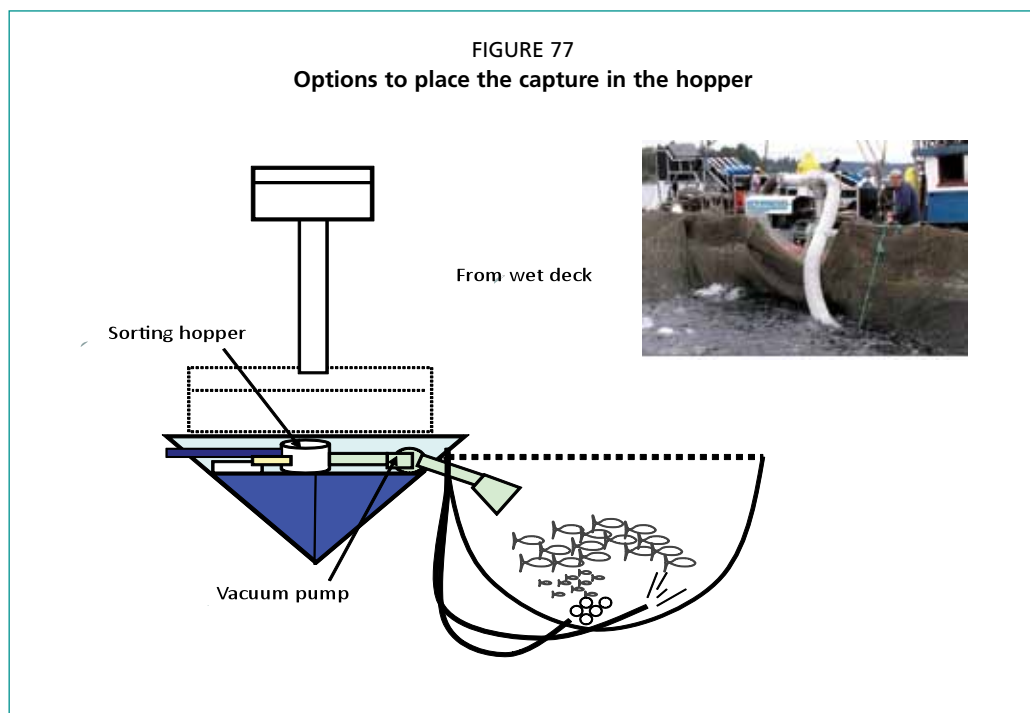 FIGURE 77
Options to place the capture in the hopper
From wet deck
Sorting hopper
Vacuum pump